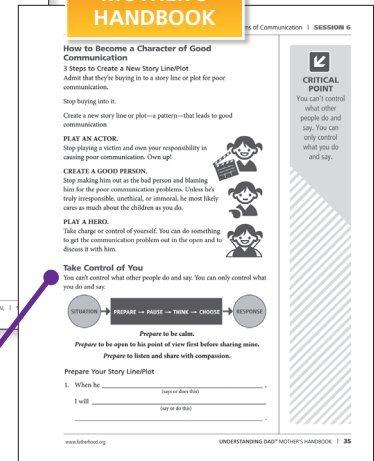 MOTHER'S
HANDBOOK
ms of Communication | SESSION 6
How to Become a Character of Good
Communication
3 Steps to Create a New Story Line/Plot
Admit that they're buying in to a story line or plot for poor
communication.
Stop buying into it.
Create a new story line or plot—a pattern—that leads to good
communication
PLAY AN ACTOR.
Stop playing a victim and own your responsibility in
causing poor communication. Own up!
CREATE A GOOD PERSON.
Stop making him out as the bad person and blaming
him for the poor communication problems. Unless he's
truly irresponsible, unethical, or immoral, he most likely
cares as much about the children as you do.
PLAY A HERO.
Take charge or control of yourself. You can do something
to get the communication problem out in the open and to
discuss it with him.
Take Control of You
You can't control what other people do and say. You can only control what
you do and say.
SITUATION → PREPARE → PAUSE → THINK → CHOOSE → RESPONSE
Prepare to be calm.
Prepare to be open to his point of view first before sharing mine.
Prepare to listen and share with compassion.
Prepare Your Story Line/Plot
1. When he ,
(says or does this)
I will
(say or do this)
.
CRITICAL
POINT
You can't control
what other
people do and
say. You can
only control
what you do
and say.
www.fatherhood.org
UNDERSTANDING DAD™ MOTHER'S HANDBOOK | 35